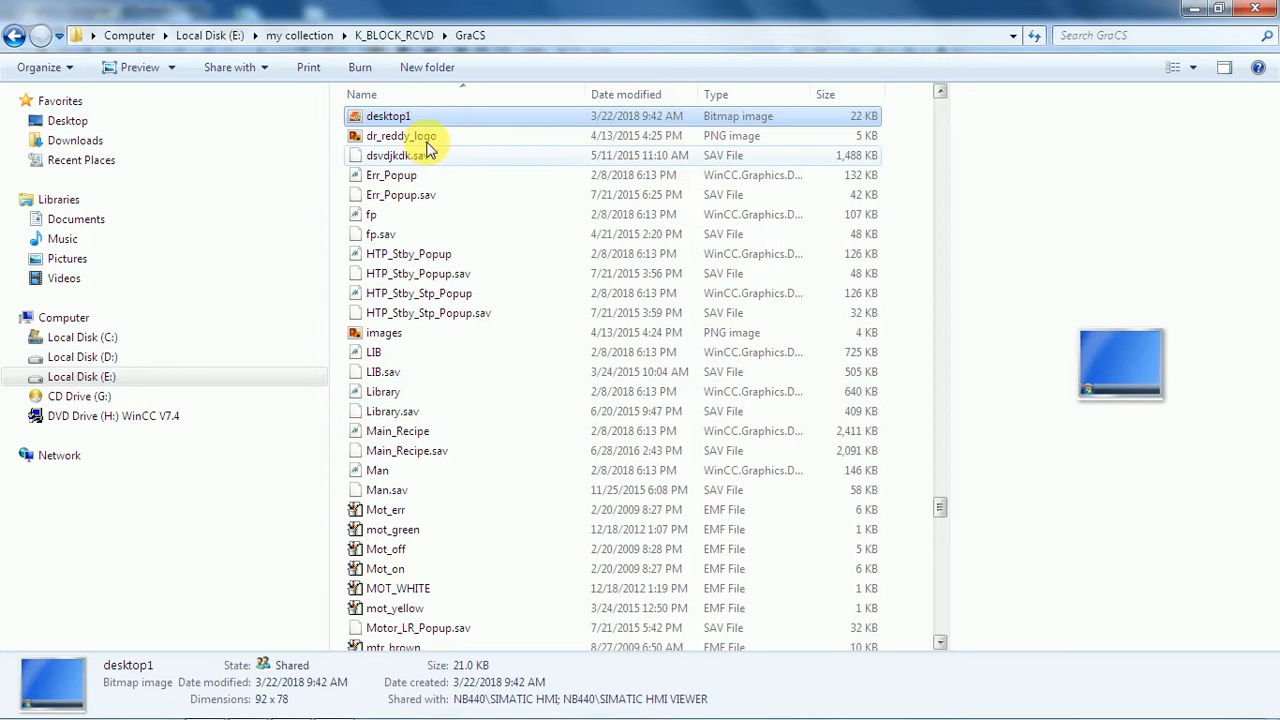 Computer Local Disk (E:) my collection K_BLOCK_RCVD GraCS Search GraCS
Organize Preview Share with Print Burn New folder
Favorites
Desktop
Downloads
Recent Places
Libraries
Documents
Music
Pictures
Videos
Computer
Local Disk (C:)
Local Disk (D:)
Local Disk (E:)
CD Drive (G:)
DVD Drive (H:) WinCC V7.4
Network
Name Date modified Type Size
desktop1 3/22/2018 9:42 AM Bitmap image 22 KB
dr_reddy_logo 4/13/2015 4:25 PM PNG image 5 KB
dsvdjkdk.sav 5/11/2015 11:10 AM SAV File 1,488 KB
Err_Popup 2/8/2018 6:13 PM WinCC.Graphics.D... 132 KB
Err_Popup.sav 7/21/2015 6:25 PM SAV File 42 KB
fp 2/8/2018 6:13 PM WinCC.Graphics.D... 107 KB
fp.sav 4/21/2015 2:20 PM SAV File 48 KB
HTP_Stby_Popup 2/8/2018 6:13 PM WinCC.Graphics.D... 126 KB
HTP_Stby_Popup.sav 7/21/2015 3:56 PM SAV File 48 KB
HTP_Stby_Stp_Popup 2/8/2018 6:13 PM WinCC.Graphics.D... 126 KB
HTP_Stby_Stp_Popup.sav 7/21/2015 3:59 PM SAV File 32 KB
images 4/13/2015 4:24 PM PNG image 4 KB
LIB 2/8/2018 6:13 PM WinCC.Graphics.D... 725 KB
LIB.sav 3/24/2015 10:04 AM SAV File 505 KB
Library 2/8/2018 6:13 PM WinCC.Graphics.D... 640 KB
Library.sav 6/20/2015 9:47 PM SAV File 409 KB
Main_Recipe 2/8/2018 6:13 PM WinCC.Graphics.D... 2,411 KB
Main_Recipe.sav 6/28/2016 2:43 PM SAV File 2,091 KB
Man 2/8/2018 6:13 PM WinCC.Graphics.D... 146 KB
Man.sav 11/25/2015 6:08 PM SAV File 58 KB
Mot_err 2/20/2009 8:27 PM EMF File 6 KB
mot_green 12/18/2012 1:07 PM EMF File 1 KB
Mot_off 2/20/2009 8:28 PM EMF File 5 KB
Mot_on 2/20/2009 8:27 PM EMF File 6 KB
MOT_WHITE 12/18/2012 1:19 PM EMF File 1 KB
mot_yellow 3/24/2015 12:50 PM EMF File 1 KB
Motor_LR_Popup.sav 7/21/2015 5:42 PM SAV File 32 KB
mtr_brown 8/27/2009 6:50 AM EMF File 10 KB
desktop1 State: Shared Size: 21.0 KB
Bitmap image Date modified: 3/22/2018 9:42 AM Date created: 3/22/2018 9:42 AM
Dimensions: 92 x 78 Shared with: NB440\SIMATIC HMI; NB440\SIMATIC HMI VIEWER